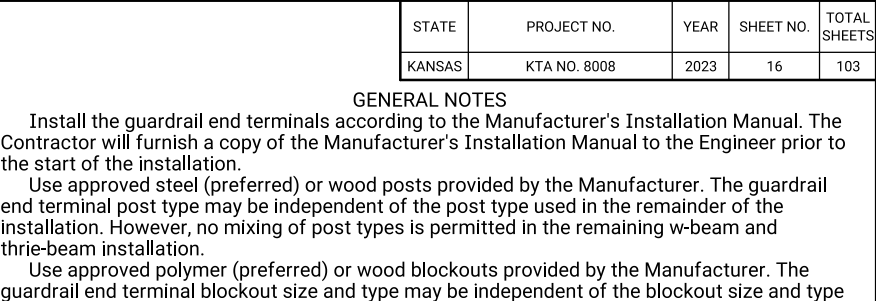 STATE PROJECT NO. YEAR SHEET NO. TOTAL SHEETS
KANSAS KTA NO. 8008 2023 16 103
GENERAL NOTES
Install the guardrail end terminals according to the Manufacturer's Installation Manual. The
Contractor will furnish a copy of the Manufacturer's Installation Manual to the Engineer prior to
the start of the installation.
Use approved steel (preferred) or wood posts provided by the Manufacturer. The guardrail
end terminal post type may be independent of the post type used in the remainder of the
installation. However, no mixing of post types is permitted in the remaining w-beam and
thrie-beam installation.
Use approved polymer (preferred) or wood blockouts provided by the Manufacturer. The
guardrail end terminal blockout size and type may be independent of the blockout size and type